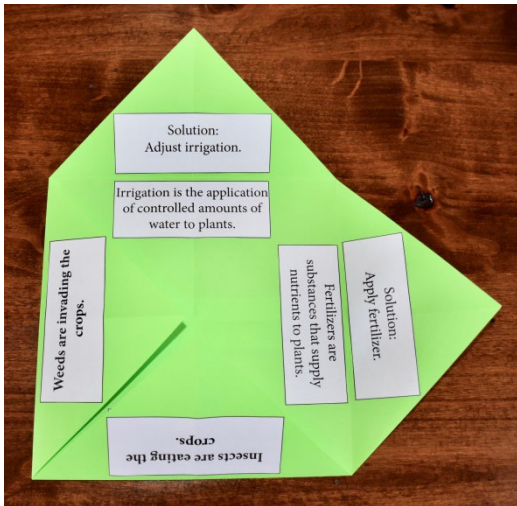 Solution:
Adjust irrigation.
Irrigation is the application
of controlled amounts of
water to plants.
Weeds are invading the
crops.
Fertilizers are
substances that supply
nutrients to plants.
Solution:
Apply fertilizer.
Insects are eating the
crops.